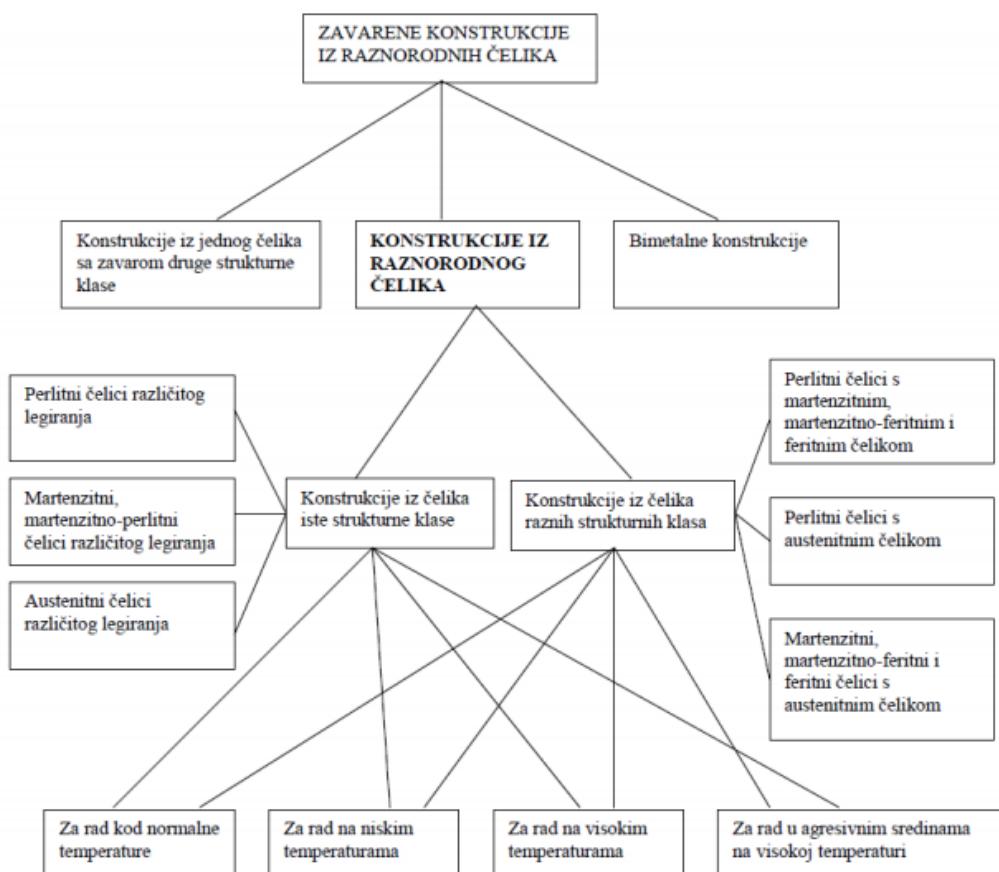 ZAVARENE KONSTRUKCIJE
IZ RAZNORODNIH ČELIKA
Konstrukcije iz jednog čelika
sa zavarom druge strukturne
klase
KONSTRUKCIJE IZ
RAZNORODNOG
ČELIKA
Bimetalne konstrukcije
Perlitni čelici različitog
legiranja
Martenzitni,
martenzitno-perlitni
čelici različitog legiranja
Austenitni čelici
različitog legiranja
Konstrukcije iz čelika
iste strukturne klase
Konstrukcije iz čelika
raznih strukturnih klasa
Perlitni čelici s
martenzitnim,
martenzitno-feritnim i
feritnim čelikom
Perlitni čelici s
austenitnim čelikom
Martenzitni,
martenzitno-feritni i
feritni čelici s
austenitnim čelikom
Za rad kod normalne
temperature
Za rad na niskim
temperaturama
Za rad na visokim
temperaturama
Za rad u agresivnim sredinama
na visokoj temperaturi